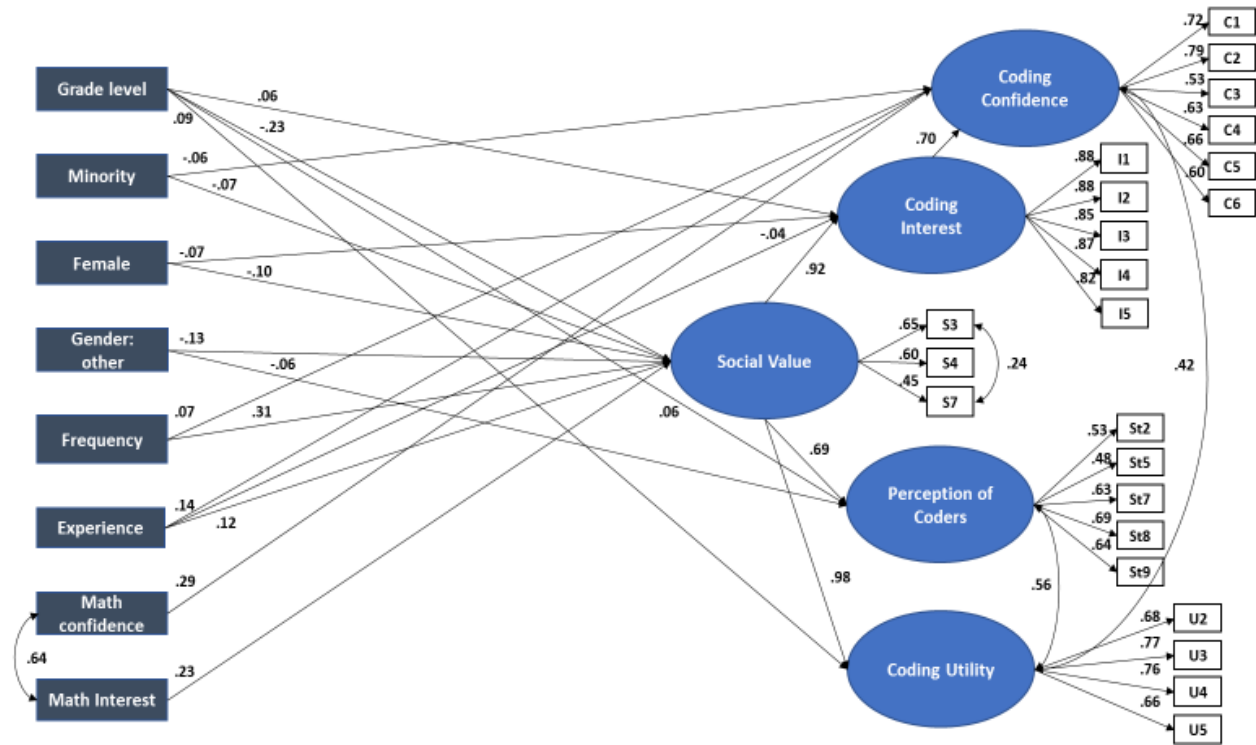 Grade level
.09
.06
-.23
Minority
-.06
-.07
Female
-.07
-.10
Gender:
other
-.13
-.06
Frequency
.07
.31
Experience
.14
.12
-.04
Math
confidence
.29
.64
Math Interest
.23
Coding
Confidence
.72
C1
.79
C2
.53
C3
.63
C4
.66
C5
.60
C6
.70
Coding
Interest
.88
I1
.88
I2
.85
I3
.87
I4
.82
I5
.92
Social Value
.65
S3
.60
S4
.45
S7
.24
.42
.06
.69
Perception of
Coders
.53
St2
.48
St5
.63
St7
.69
St8
.64
St9
.98
.56
Coding Utility
.68
U2
.77
U3
.76
U4
.66
U5